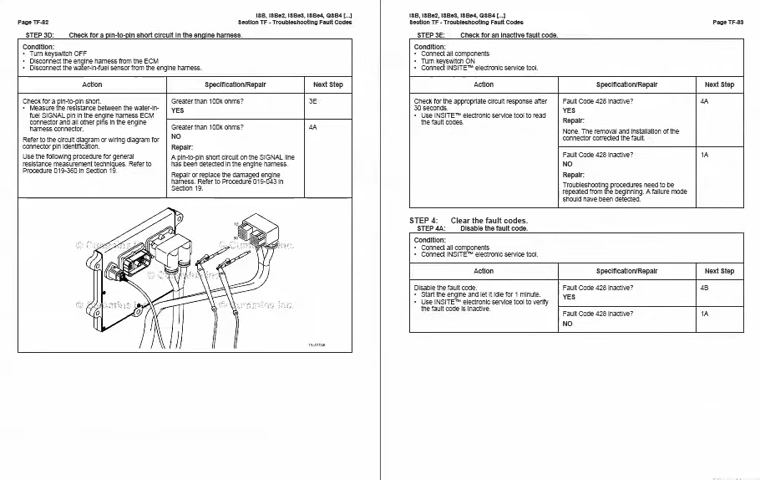 ISB, ISBe2, ISBe3, ISBe4, QSB4 [...]
Page TF-82 Section TF - Troubleshooting Fault Codes
STEP 3D: Check for a pin-to-pin short circuit in the engine harness.
Condition:
• Turn keyswitch OFF
• Disconnect the engine harness from the ECM
• Disconnect the water-in-fuel sensor from the engine harness.
Action Specification/Repair Next Step
Check for a pin-to-pin short.
• Measure the resistance between the water-in-
fuel SIGNAL pin in the engine harness ECM
connector and all other pins in the engine
harness connector.
Refer to the circuit diagram or wiring diagram for
connector pin identification.
Use the following procedure for general
resistance measurement techniques. Refer to
Procedure 019-360 in Section 19.
Greater than 100k ohms?
YES
3E
Greater than 100k ohms?
NO
Repair:
A pin-to-pin short circuit on the SIGNAL line
has been detected in the engine harness.
Repair or replace the damaged engine
harness. Refer to Procedure 019-043 in
Section 19.
4A
© Cummins Inc.
© Cummins Inc.
© Cummins Inc.
© Cummins Inc.
ISB, ISBe2, ISBe3, ISBe4, QSB4 [...]
Section TF - Troubleshooting Fault Codes Page TF-83
STEP 3E: Check for an inactive fault code.
Condition:
• Connect all components
• Turn keyswitch ON
• Connect INSITE™ electronic service tool.
Action Specification/Repair Next Step
Check for the appropriate circuit response after
30 seconds.
• Use INSITE™ electronic service tool to read
the fault codes.
Fault Code 428 inactive?
YES
Repair:
None. The removal and installation of the
connector corrected the fault.
4A
Fault Code 428 inactive?
NO
Repair:
Troubleshooting procedures need to be
repeated from the beginning. A failure mode
should have been detected.
1A
STEP 4: Clear the fault codes.
STEP 4A: Disable the fault code.
Condition:
• Connect all components
• Connect INSITE™ electronic service tool.
Action Specification/Repair Next Step
Disable the fault code.
• Start the engine and let it idle for 1 minute.
• Use INSITE™ electronic service tool to verify
the fault code is inactive.
Fault Code 428 inactive?
YES
4B
Fault Code 428 inactive?
NO
1A